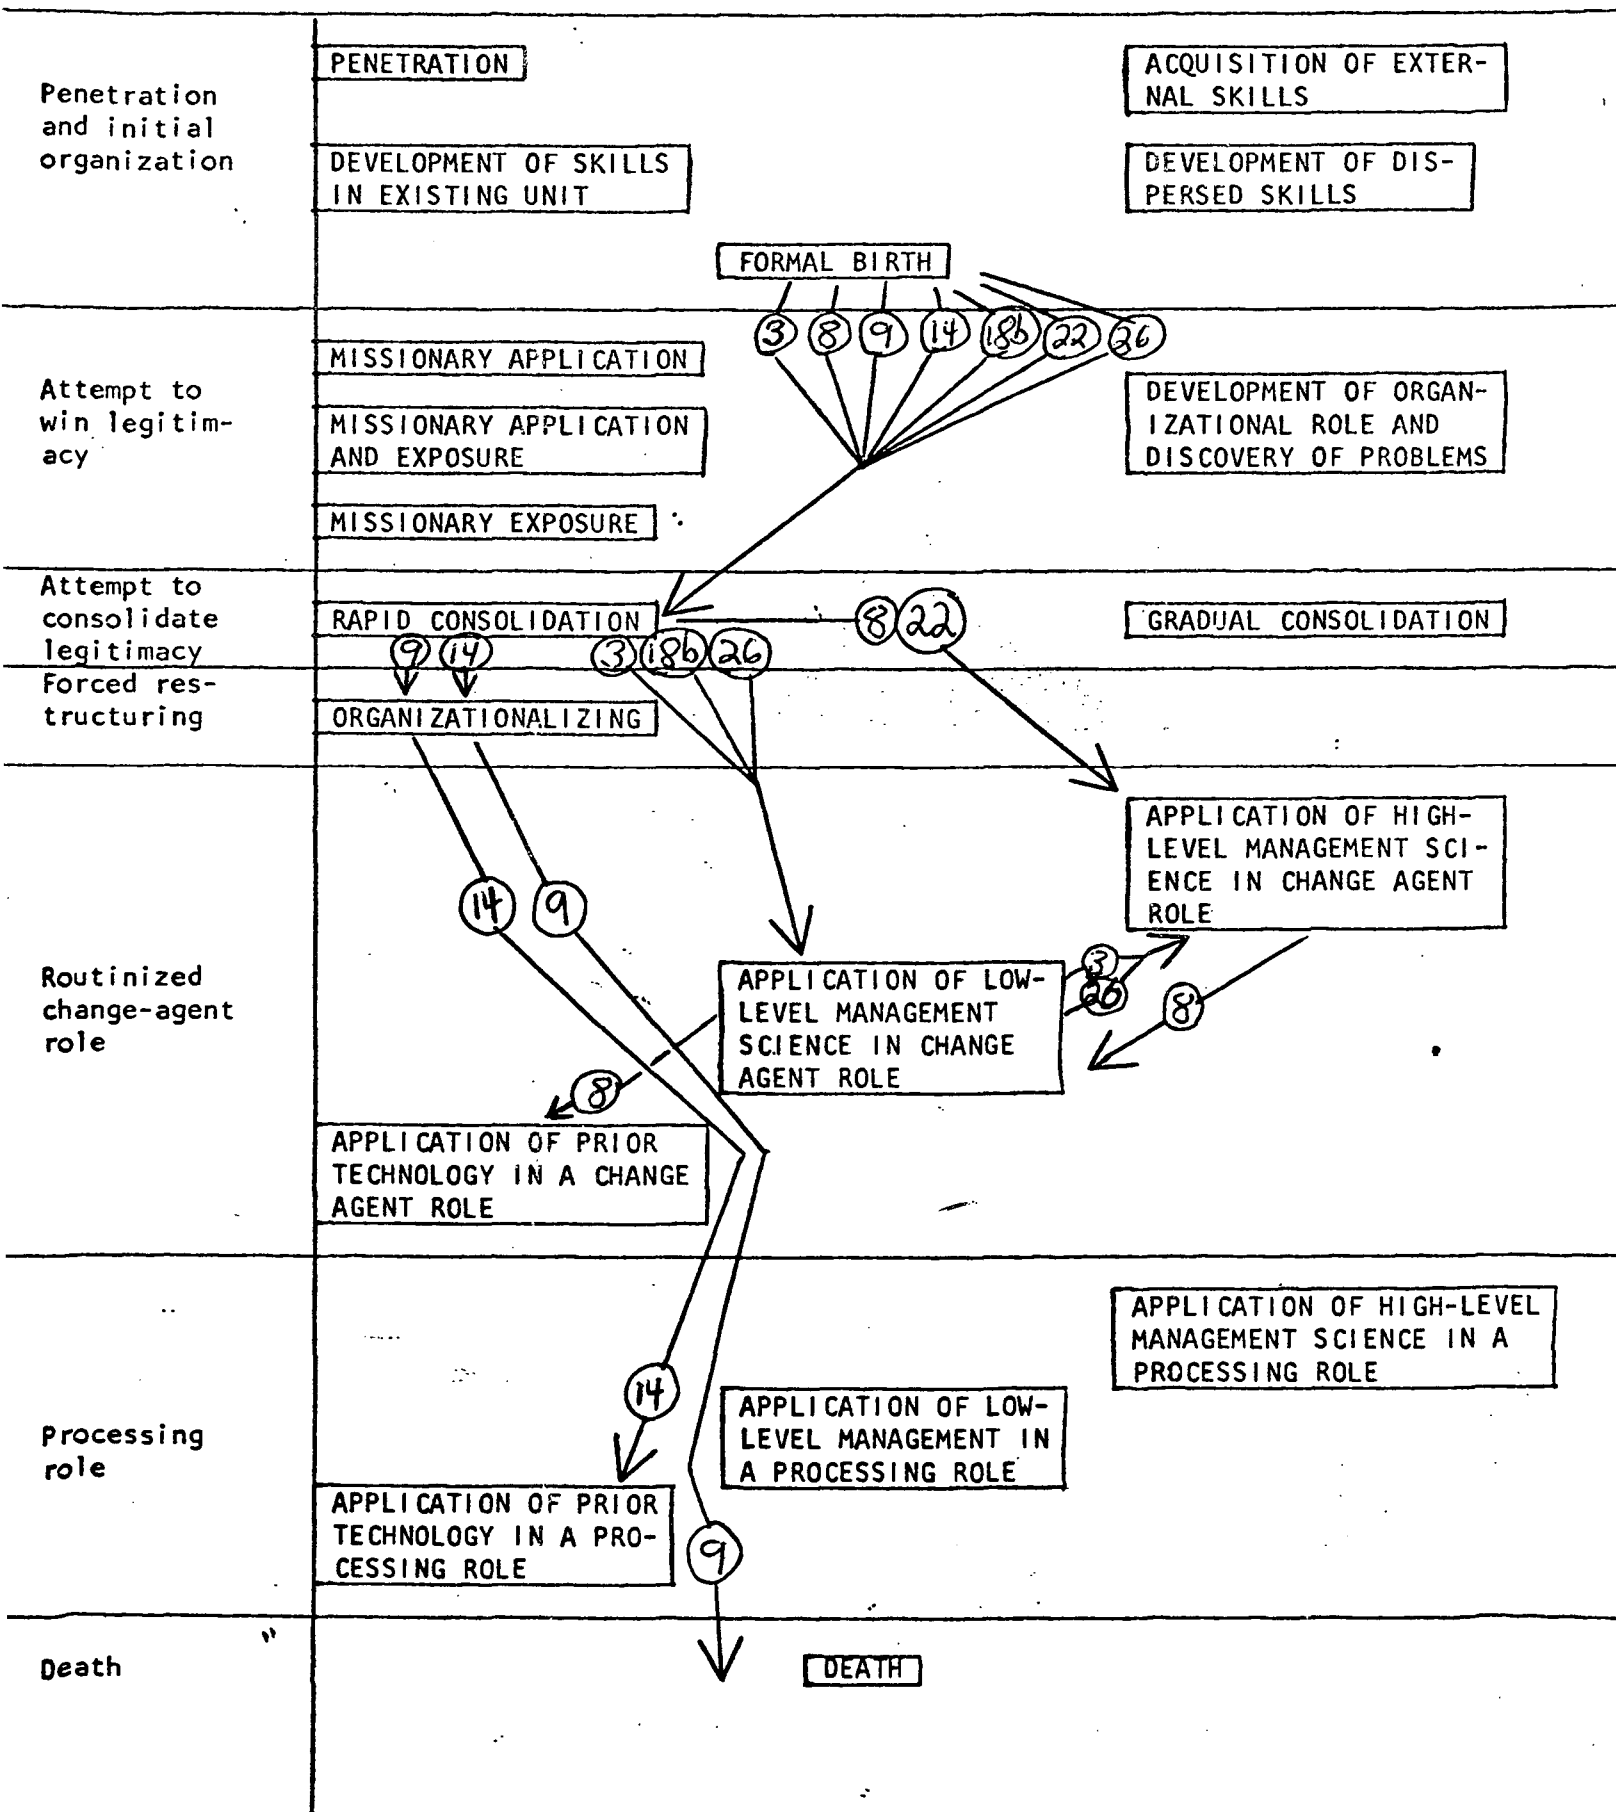 Penetration
and initial
organization
PENETRATION
ACQUISITION OF EXTER-
NAL SKILLS
DEVELOPMENT OF SKILLS
IN EXISTING UNIT
DEVELOPMENT OF DIS-
PERSED SKILLS
FORMAL BIRTH
3 8 9 14 18b 22 26
Attempt to
win legitim-
acy
MISSIONARY APPLICATION
MISSIONARY APPLICATION
AND EXPOSURE
MISSIONARY EXPOSURE
DEVELOPMENT OF ORGAN-
IZATIONAL ROLE AND
DISCOVERY OF PROBLEMS
Attempt to
consolidate
legitimacy
RAPID CONSOLIDATION
8 22
GRADUAL CONSOLIDATION
9 14 3 18b 26
Forced res-
tructuring
ORGANIZATIONALIZING
APPLICATION OF HIGH-
LEVEL MANAGEMENT SCI-
ENCE IN CHANGE AGENT
ROLE
14 9
Routinized
change-agent
role
APPLICATION OF LOW-
LEVEL MANAGEMENT
SCIENCE IN CHANGE
AGENT ROLE
3
26
8
8
APPLICATION OF PRIOR
TECHNOLOGY IN A CHANGE
AGENT ROLE
APPLICATION OF HIGH-LEVEL
MANAGEMENT SCIENCE IN A
PROCESSING ROLE
14
Processing
role
APPLICATION OF LOW-
LEVEL MANAGEMENT IN
A PROCESSING ROLE
APPLICATION OF PRIOR
TECHNOLOGY IN A PRO-
CESSING ROLE
9
Death
DEATH